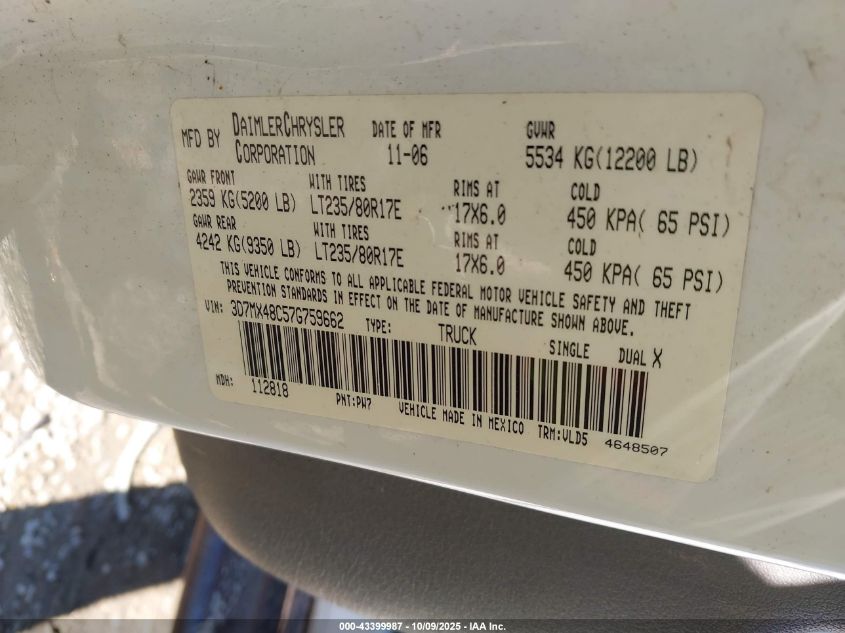 MFD BY DAIMLERCHRYSLER CORPORATION DATE OF MFR 11-06 GVWR 5534 KG(12200 LB)
GAWR FRONT WITH TIRES RIMS AT COLD
2359 KG(5200 LB) LT235/80R17E 17X6.0 450 KPA( 65 PSI)
GAWR REAR WITH TIRES RIMS AT COLD
4242 KG(9350 LB) LT235/80R17E 17X6.0 450 KPA( 65 PSI)
THIS VEHICLE CONFORMS TO ALL APPLICABLE FEDERAL MOTOR VEHICLE SAFETY AND THEFT
PREVENTION STANDARDS IN EFFECT ON THE DATE OF MANUFACTURE SHOWN ABOVE.
VIN: 3D7MX48C57G759662 TYPE: TRUCK SINGLE DUAL X
MDH: 112818 PNT:PW7 VEHICLE MADE IN MEXICO TRM:VLD5 4648507
000-43399987 - 10/09/2025 - IAA Inc.